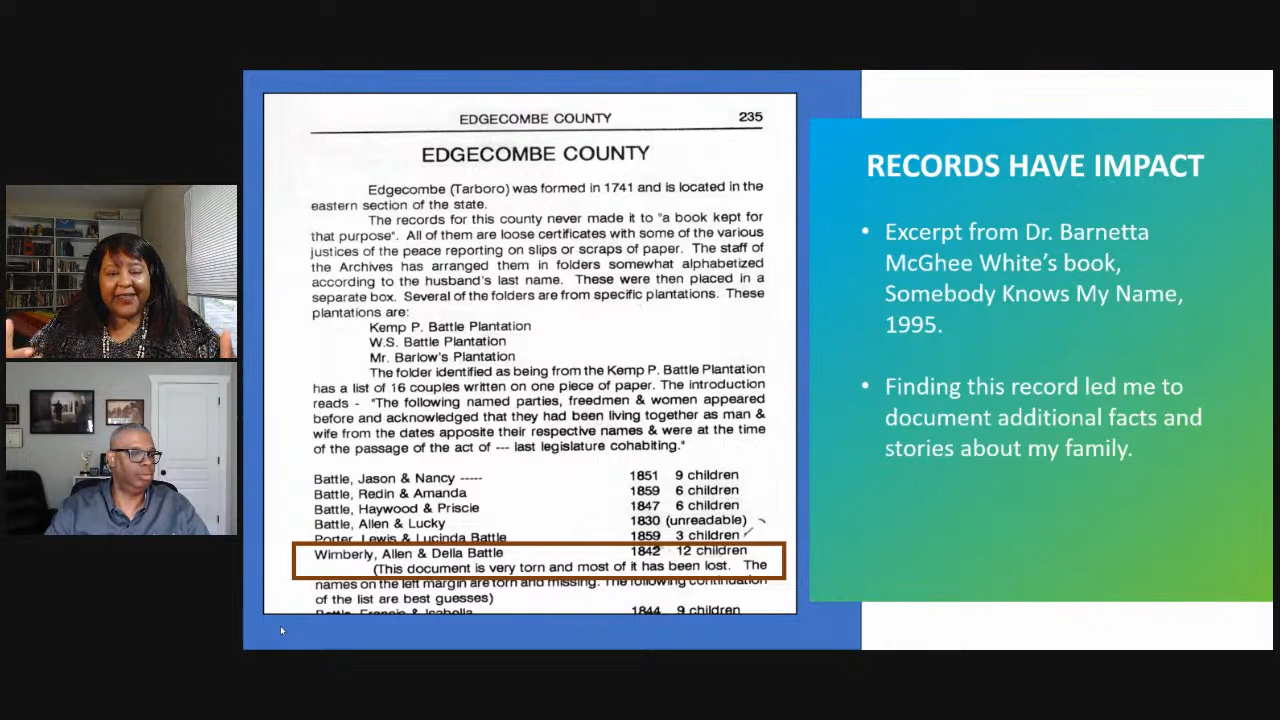 EDGECOMBE COUNTY 235
EDGECOMBE COUNTY
Edgecombe (Tarboro) was formed in 1741 and is located in the
eastern section of the state.
The records for this county never made it to "a book kept for
that purpose". All of them are loose certificates with some of the various
justices of the peace reporting on slips or scraps of paper. The staff of
the Archives has arranged them in folders somewhat alphabetized
according to the husband's last name. These were then placed in a
separate box. Several of the folders are from specific plantations. These
plantations are:
Kemp P. Battle Plantation
W.S. Battle Plantation
Mr. Barlow's Plantation
The folder identified as being from the Kemp P. Battle Plantation
has a list of 16 couples written on one piece of paper. The introduction
reads - "The following named parties, freedmen & women appeared
before and acknowledged that they had been living together as man &
wife from the dates apposite their respective names & were at the time
of the passage of the act of --- last legislature cohabiting."
Battle, Jason & Nancy ----- 1851 9 children
Battle, Redin & Amanda 1859 6 children
Battle, Haywood & Priscie 1847 6 children
Battle, Allen & Lucky 1830 (unreadable)
Porter, Lewis & Lucinda Battle 1859 3 children
Wimberly, Allen & Della Battle 1842 12 children
(This document is very torn and most of it has been lost. The
names on the left margin are torn and missing. The following continuation
of the list are best guesses)
Battle, Francis & Isabella 1844 9 children
RECORDS HAVE IMPACT
• Excerpt from Dr. Barnetta
McGhee White's book,
Somebody Knows My Name,
1995.
• Finding this record led me to
document additional facts and
stories about my family.